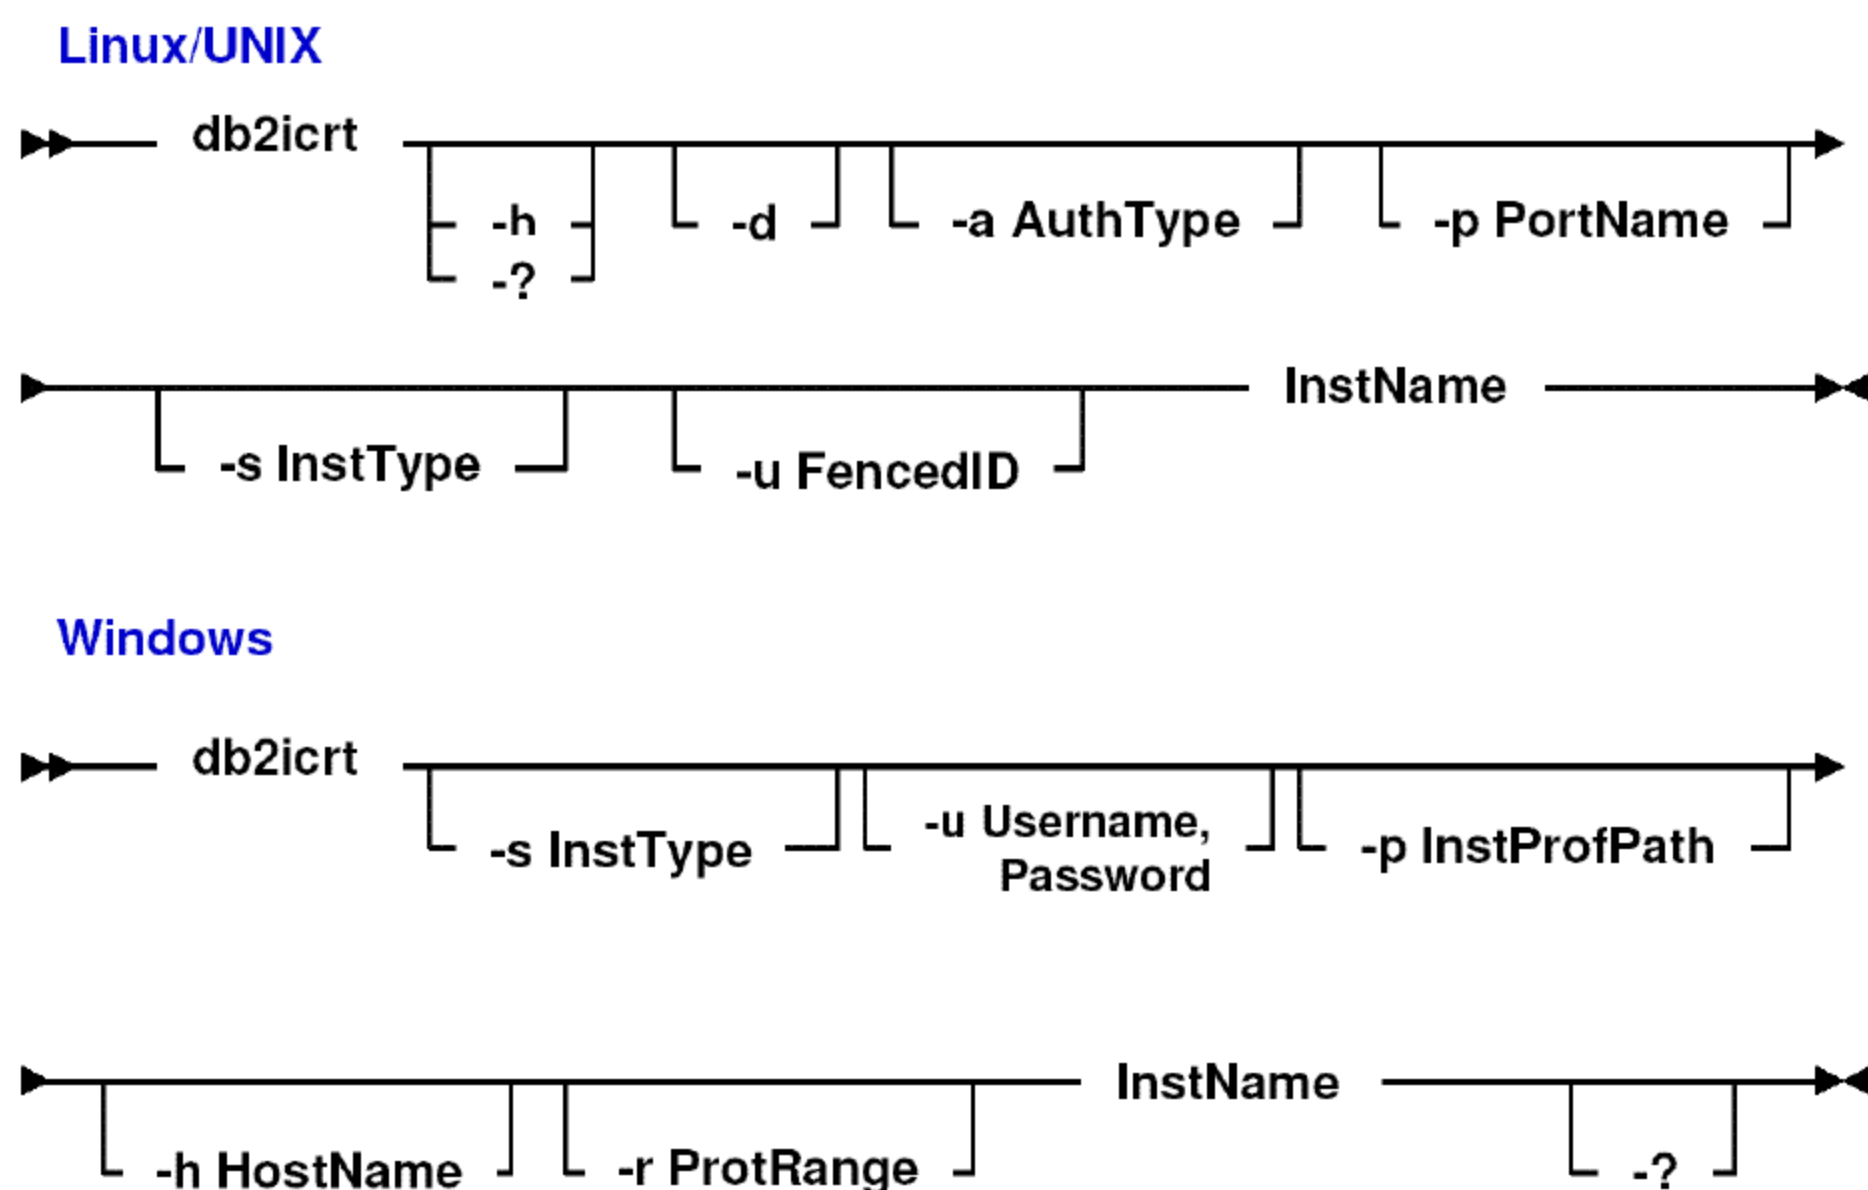 Linux/UNIX
db2icrt
-h -d -a AuthType -p PortName
-?
InstName
-s InstType -u FencedID
Windows
db2icrt
-s InstType -u Username, -p InstProfPath
Password
InstName
-h HostName -r ProtRange -?